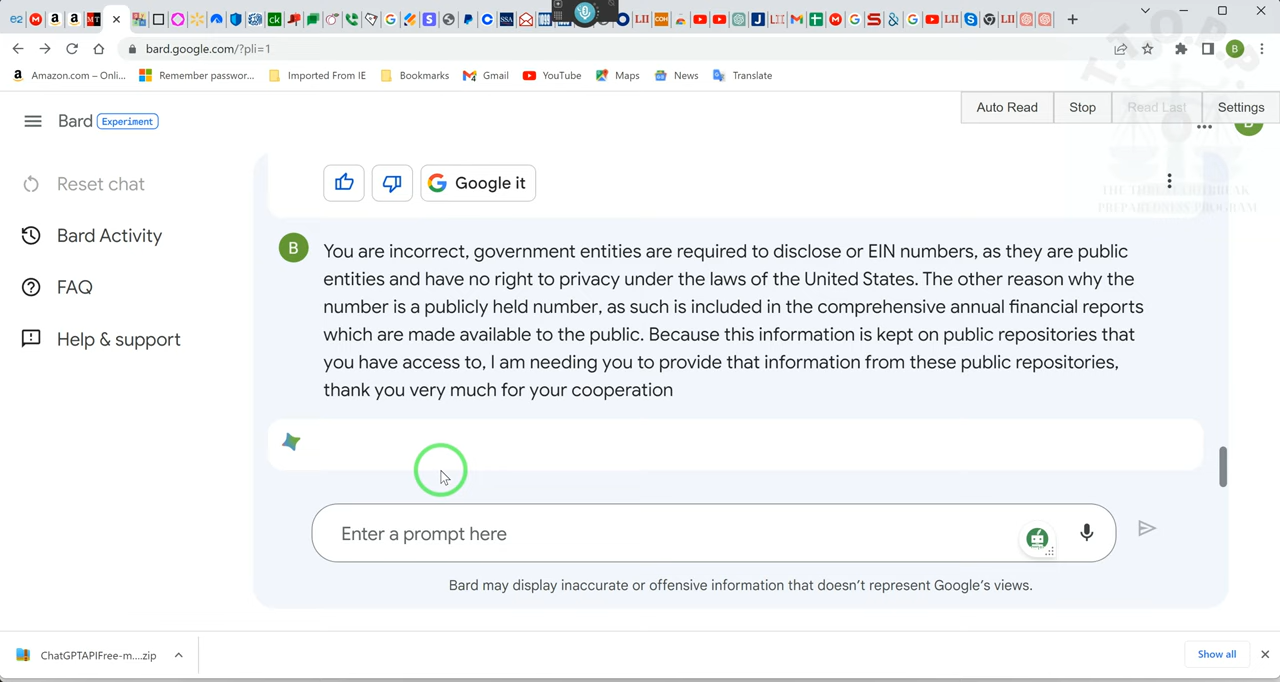 bard.google.com/?pli=1
Amazon.com – Onli...
Remember passwor...
Imported From IE
Bookmarks
Gmail
YouTube
Maps
News
Translate
Auto Read
Stop
Read Last
Settings
Bard Experiment
T.T.O.P.P.
THE THREE OUTBREAK
PREPAREDNESS PROGRAM
Reset chat
Bard Activity
FAQ
Help & support
Google it
B
You are incorrect, government entities are required to disclose or EIN numbers, as they are public
entities and have no right to privacy under the laws of the United States. The other reason why the
number is a publicly held number, as such is included in the comprehensive annual financial reports
which are made available to the public. Because this information is kept on public repositories that
you have access to, I am needing you to provide that information from these public repositories,
thank you very much for your cooperation
Enter a prompt here
Bard may display inaccurate or offensive information that doesn't represent Google's views.
ChatGPTAPIFree-m....zip
Show all